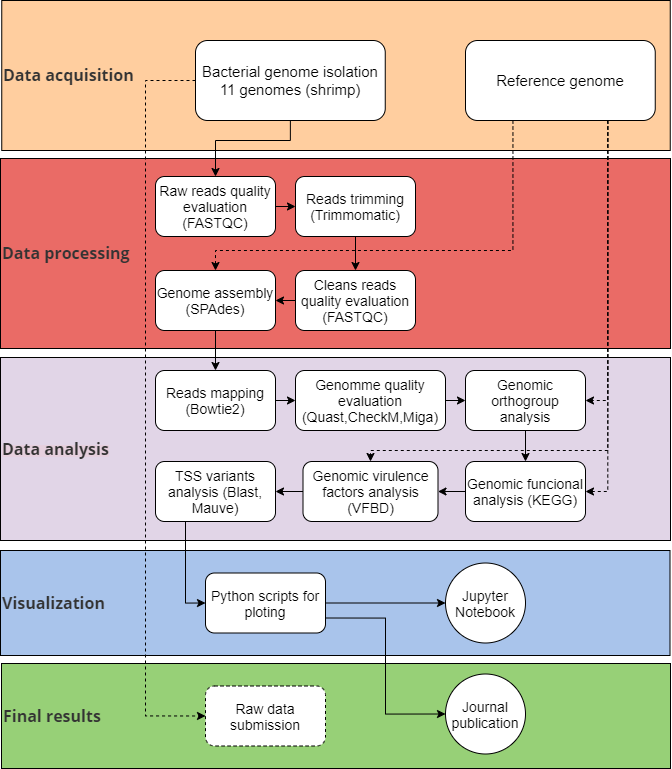 Data acquisition
Bacterial genome isolation
11 genomes (shrimp)
Reference genome
Data processing
Raw reads quality
evaluation
(FASTQC)
Reads trimming
(Trimmomatic)
Genome assembly
(SPAdes)
Cleans reads
quality evaluation
(FASTQC)
Data analysis
Reads mapping
(Bowtie2)
Genomme quality
evaluation
(Quast,CheckM,Miga)
Genomic
orthogroup
analysis
TSS variants
analysis (Blast,
Mauve)
Genomic virulence
factors analysis
(VFBD)
Genomic funcional
analysis (KEGG)
Visualization
Python scripts for
ploting
Jupyter
Notebook
Final results
Raw data
submission
Journal
publication